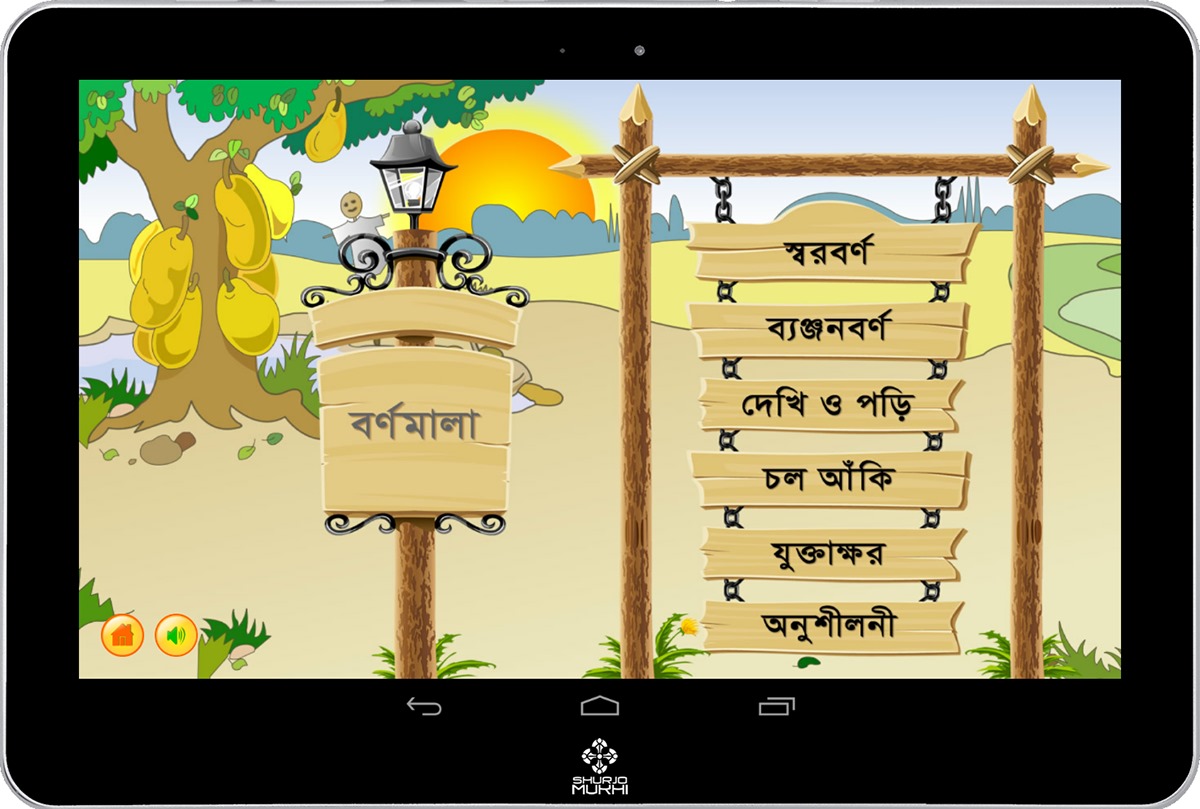 বর্ণমালা
স্বরবর্ণ
ব্যঞ্জনবর্ণ
দেখি ও পড়ি
চল আঁকি
যুক্তাক্ষর
অনুশীলনী
SHURJO
MUKHI